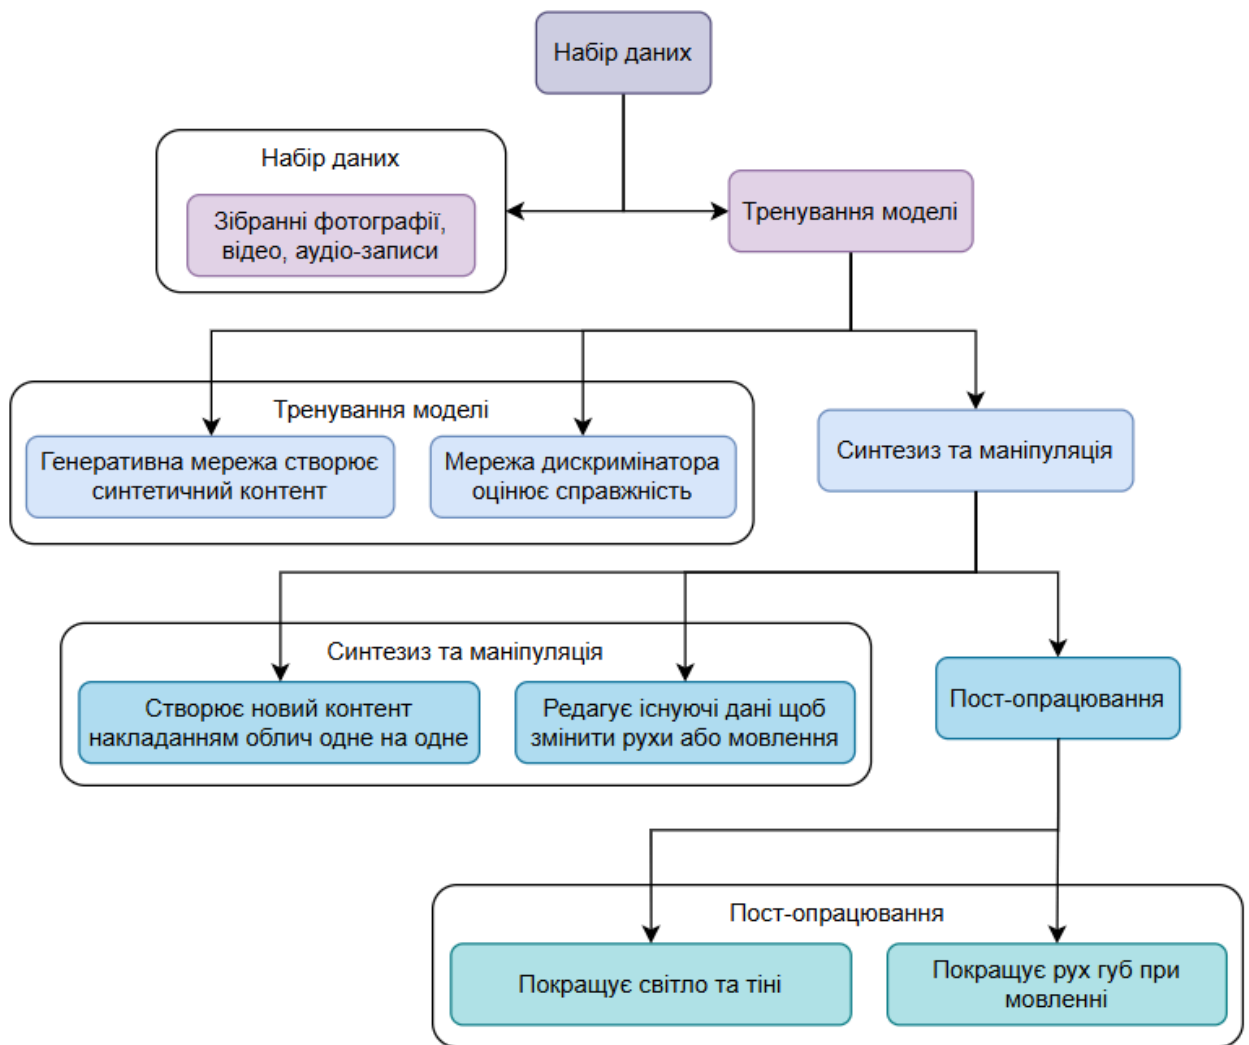 Набір даних
Набір даних
Зібранні фотографії,
відео, аудіо-записи
Тренування моделі
Тренування моделі
Генеративна мережа створює
синтетичний контент
Мережа дискримінатора
оцінює справжність
Синтезиз та маніпуляція
Синтезиз та маніпуляція
Створює новий контент
накладанням облич одне на одне
Редагує існуючі дані щоб
змінити рухи або мовлення
Пост-опрацювання
Пост-опрацювання
Покращує світло та тіні
Покращує рух губ при
мовленні